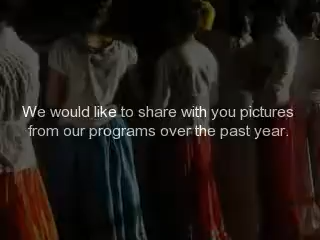 We would like to share with you pictures
from our programs over the past year.